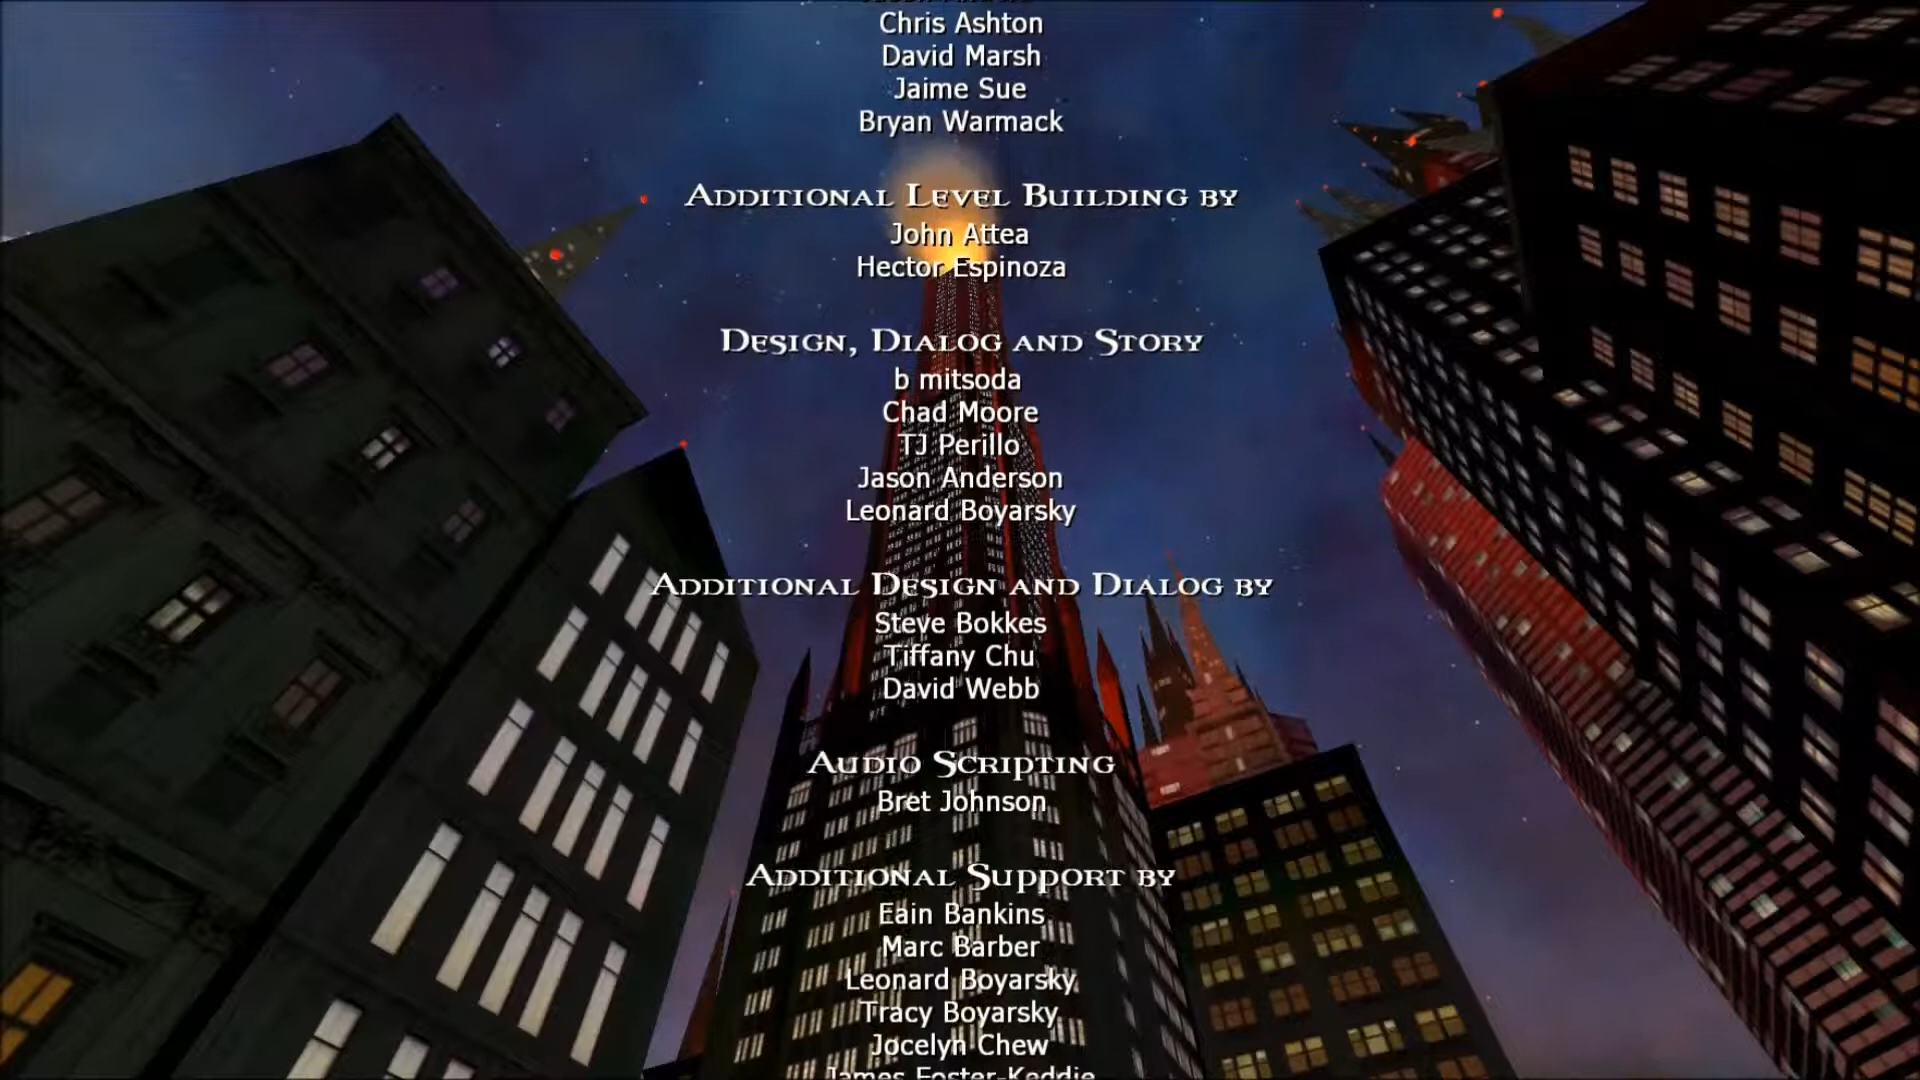 Chris Ashton
David Marsh
Jaime Sue
Bryan Warmack
Additional Level Building by
John Attea
Hector Espinoza
Design, Dialog and Story
b mitsoda
Chad Moore
TJ Perillo
Jason Anderson
Leonard Boyarsky
Additional Design and Dialog by
Steve Bokkes
Tiffany Chu
David Webb
Audio Scripting
Bret Johnson
Additional Support by
Eain Bankins
Marc Barber
Leonard Boyarsky
Tracy Boyarsky
Jocelyn Chew
James Foster-Keddie